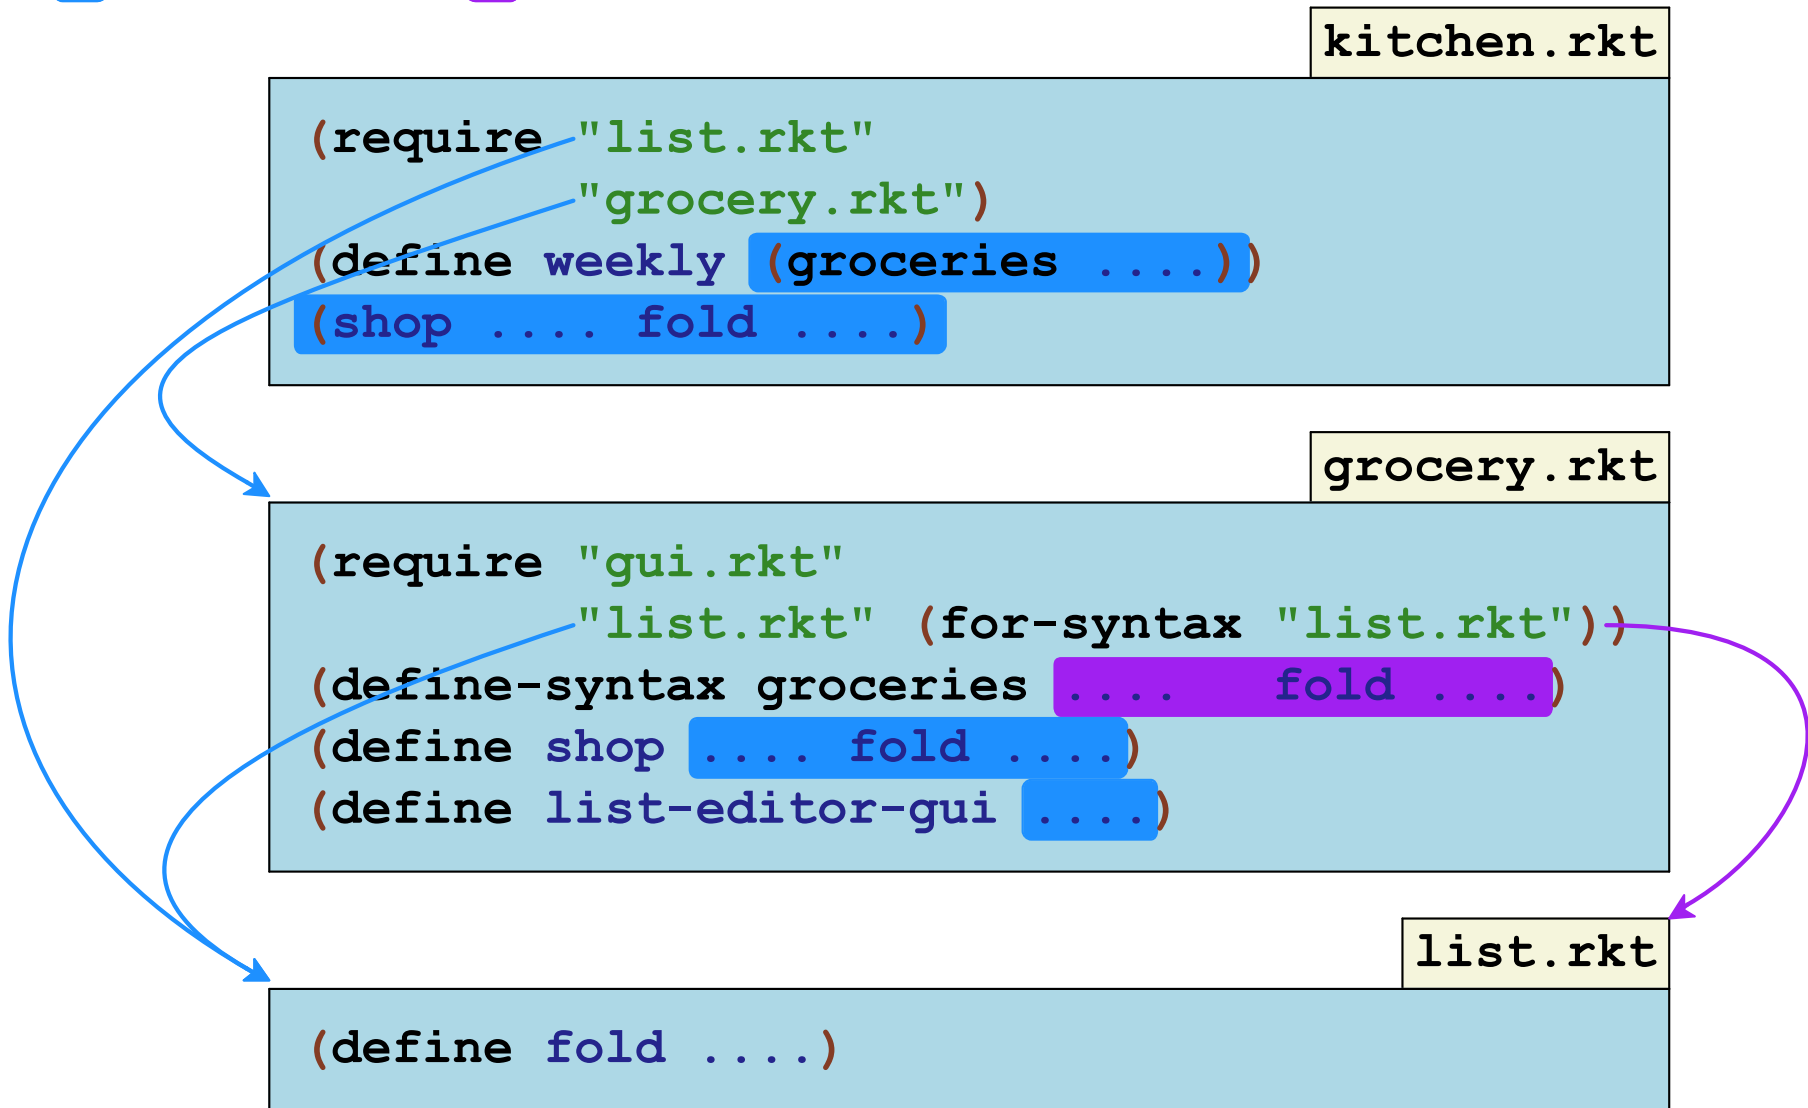 kitchen.rkt
(require "list.rkt"
"grocery.rkt")
(define weekly (groceries ....))
(shop .... fold ....)
grocery.rkt
(require "gui.rkt"
"list.rkt" (for-syntax "list.rkt"))
(define-syntax groceries .... fold ....)
(define shop .... fold ....)
(define list-editor-gui ....)
list.rkt
(define fold ....)